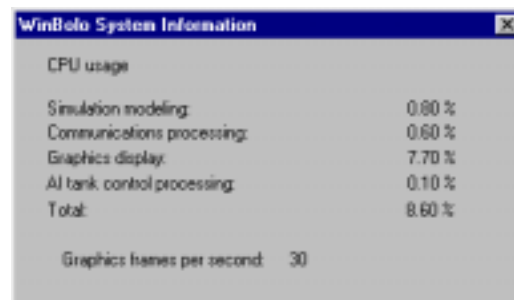 WinBolo System Information
CPU usage
Simulation modeling: 0.80 %
Communications processing: 0.60 %
Graphics display: 7.70 %
AI tank control processing: 0.10 %
Total: 8.60 %
Graphics frames per second: 30